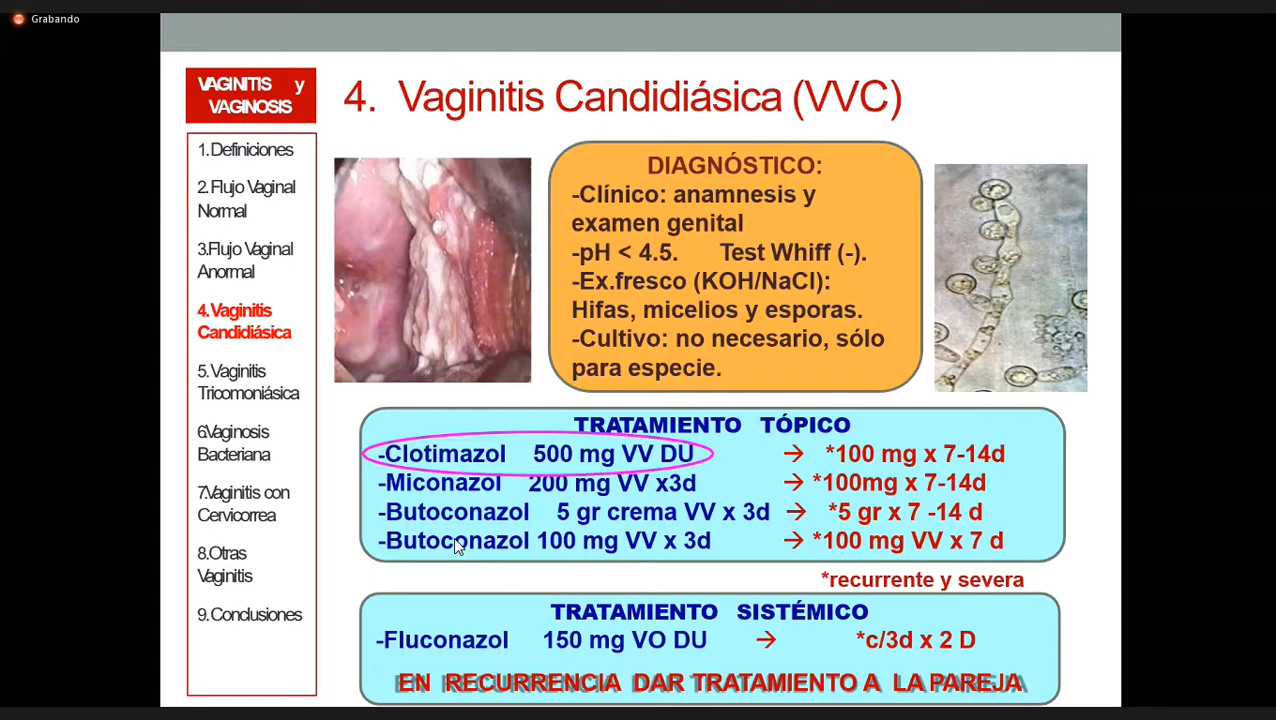 Grabando
VAGINITIS y
VAGINOSIS
1.Definiciones
2. Flujo Vaginal
Normal
3.Flujo Vaginal
Anormal
4.Vaginitis
Candidiásica
5. Vaginitis
Tricomoniásica
6.Vaginosis
Bacteriana
7.Vaginitis con
Cervicorrea
8.Otras
Vaginitis
9. Conclusiones
4. Vaginitis Candidiásica (VVC)
DIAGNÓSTICO:
-Clínico: anamnesis y
examen genital
-pH < 4.5. Test Whiff (-).
-Ex.fresco (KOH/NaCl):
Hifas, micelios y esporas.
-Cultivo: no necesario, sólo
para especie.
TRATAMIENTO TÓPICO
-Clotimazol 500 mg VV DU → *100 mg x 7-14d
-Miconazol 200 mg VV x3d → *100mg x 7-14d
-Butoconazol 5 gr crema VV x 3d → *5 gr x 7 -14 d
-Butoconazol 100 mg VV x 3d → *100 mg VV x 7 d
*recurrente y severa
TRATAMIENTO SISTÉMICO
-Fluconazol 150 mg VO DU → *c/3d x 2 D
EN RECURRENCIA DAR TRATAMIENTO A LA PAREJA